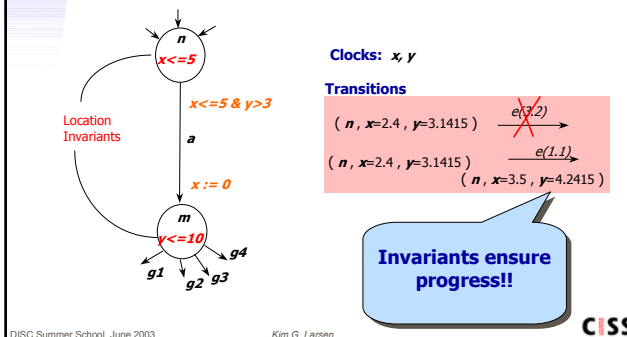 n
x<=5
Location
Invariants
x<=5 & y>3
a
x := 0
m
y<=10
g1
g2
g3
g4
Clocks: x, y
Transitions
( n , x=2.4 , y=3.1415 ) e(3.2)
( n , x=2.4 , y=3.1415 ) e(1.1)
( n , x=3.5 , y=4.2415 )
Invariants ensure
progress!!
DISC Summer School, June 2003
Kim G. Larsen
CISS